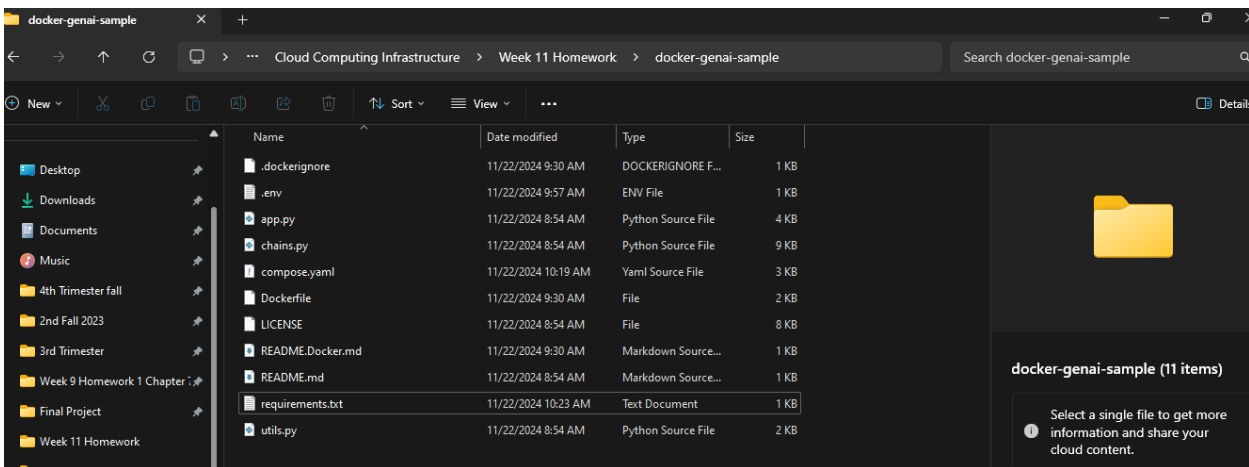 docker-genai-sample
Cloud Computing Infrastructure > Week 11 Homework > docker-genai-sample
Search docker-genai-sample
New
Sort
View
Details
Name Date modified Type Size
Desktop
Downloads
Documents
Music
4th Trimester fall
2nd Fall 2023
3rd Trimester
Week 9 Homework 1 Chapter
Final Project
Week 11 Homework
.dockerignore 11/22/2024 9:30 AM DOCKERIGNORE F... 1 KB
.env 11/22/2024 9:57 AM ENV File 1 KB
app.py 11/22/2024 8:54 AM Python Source File 4 KB
chains.py 11/22/2024 8:54 AM Python Source File 9 KB
compose.yaml 11/22/2024 10:19 AM Yaml Source File 3 KB
Dockerfile 11/22/2024 9:30 AM File 2 KB
LICENSE 11/22/2024 8:54 AM File 8 KB
README.Docker.md 11/22/2024 9:30 AM Markdown Source... 1 KB
README.md 11/22/2024 8:54 AM Markdown Source... 1 KB
requirements.txt 11/22/2024 10:23 AM Text Document 1 KB
utils.py 11/22/2024 8:54 AM Python Source File 2 KB
docker-genai-sample (11 items)
Select a single file to get more
information and share your
cloud content.